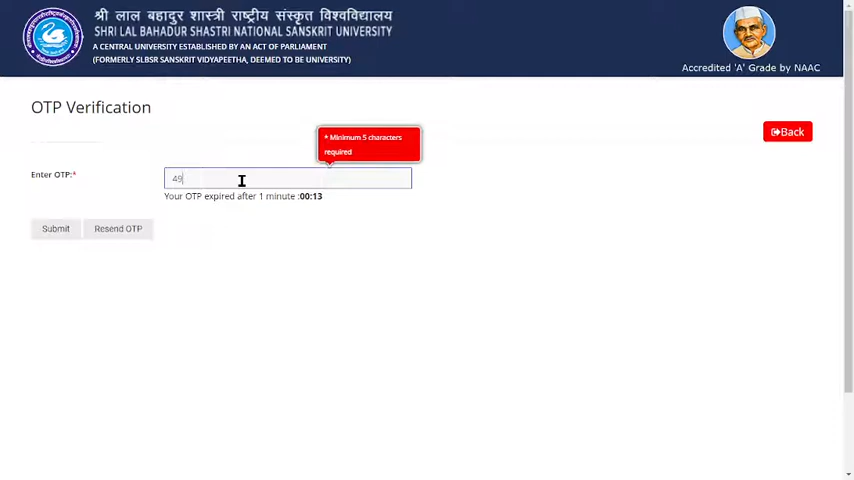 श्री लाल बहादुर शास्त्री राष्ट्रीय संस्कृत विश्वविद्यालय
SHRI LAL BAHADUR SHASTRI NATIONAL SANSKRIT UNIVERSITY
A CENTRAL UNIVERSITY ESTABLISHED BY AN ACT OF PARLIAMENT
(FORMERLY SLBSR SANSKRIT VIDYAPEETHA, DEEMED TO BE UNIVERSITY)
Accredited 'A' Grade by NAAC
OTP Verification
Back
* Minimum 5 characters
required
Enter OTP:*
49
Your OTP expired after 1 minute :00:13
Submit
Resend OTP